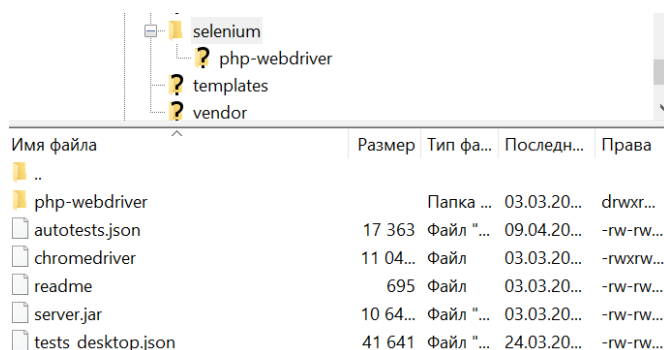 selenium
php-webdriver
templates
vendor
Имя файла Размер Тип фа... Последн... Права
..
php-webdriver Папка ... 03.03.20... drwxr...
autotests.json 17 363 Файл "... 09.04.20... -rw-rw...
chromedriver 11 04... Файл 03.03.20... -rwxrw...
readme 695 Файл 03.03.20... -rw-rw...
server.jar 10 64... Файл "... 03.03.20... -rw-rw...
tests_desktop.json 41 641 Файл "... 24.03.20... -rw-rw...